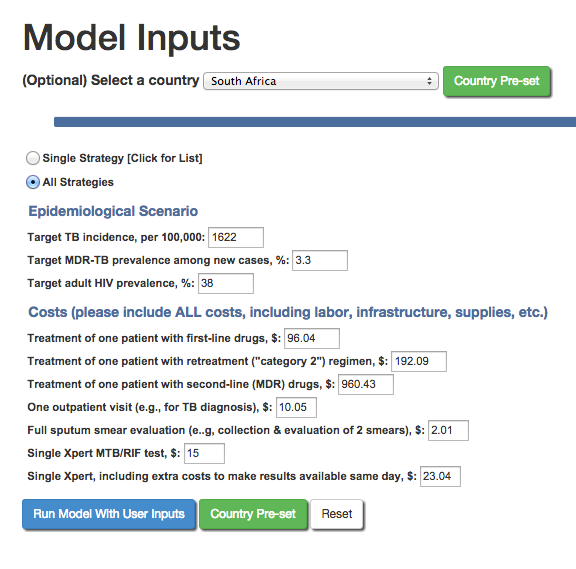 Model Inputs
(Optional) Select a country South Africa Country Pre-set
Single Strategy [Click for List]
All Strategies
Epidemiological Scenario
Target TB incidence, per 100,000: 1622
Target MDR-TB prevalence among new cases, %: 3.3
Target adult HIV prevalence, %: 38
Costs (please include ALL costs, including labor, infrastructure, supplies, etc.)
Treatment of one patient with first-line drugs, $: 96.04
Treatment of one patient with retreatment ("category 2") regimen, $: 192.09
Treatment of one patient with second-line (MDR) drugs, $: 960.43
One outpatient visit (e.g., for TB diagnosis), $: 10.05
Full sputum smear evaluation (e..g, collection & evaluation of 2 smears), $: 2.01
Single Xpert MTB/RIF test, $: 15
Single Xpert, including extra costs to make results available same day, $: 23.04
Run Model With User Inputs Country Pre-set Reset